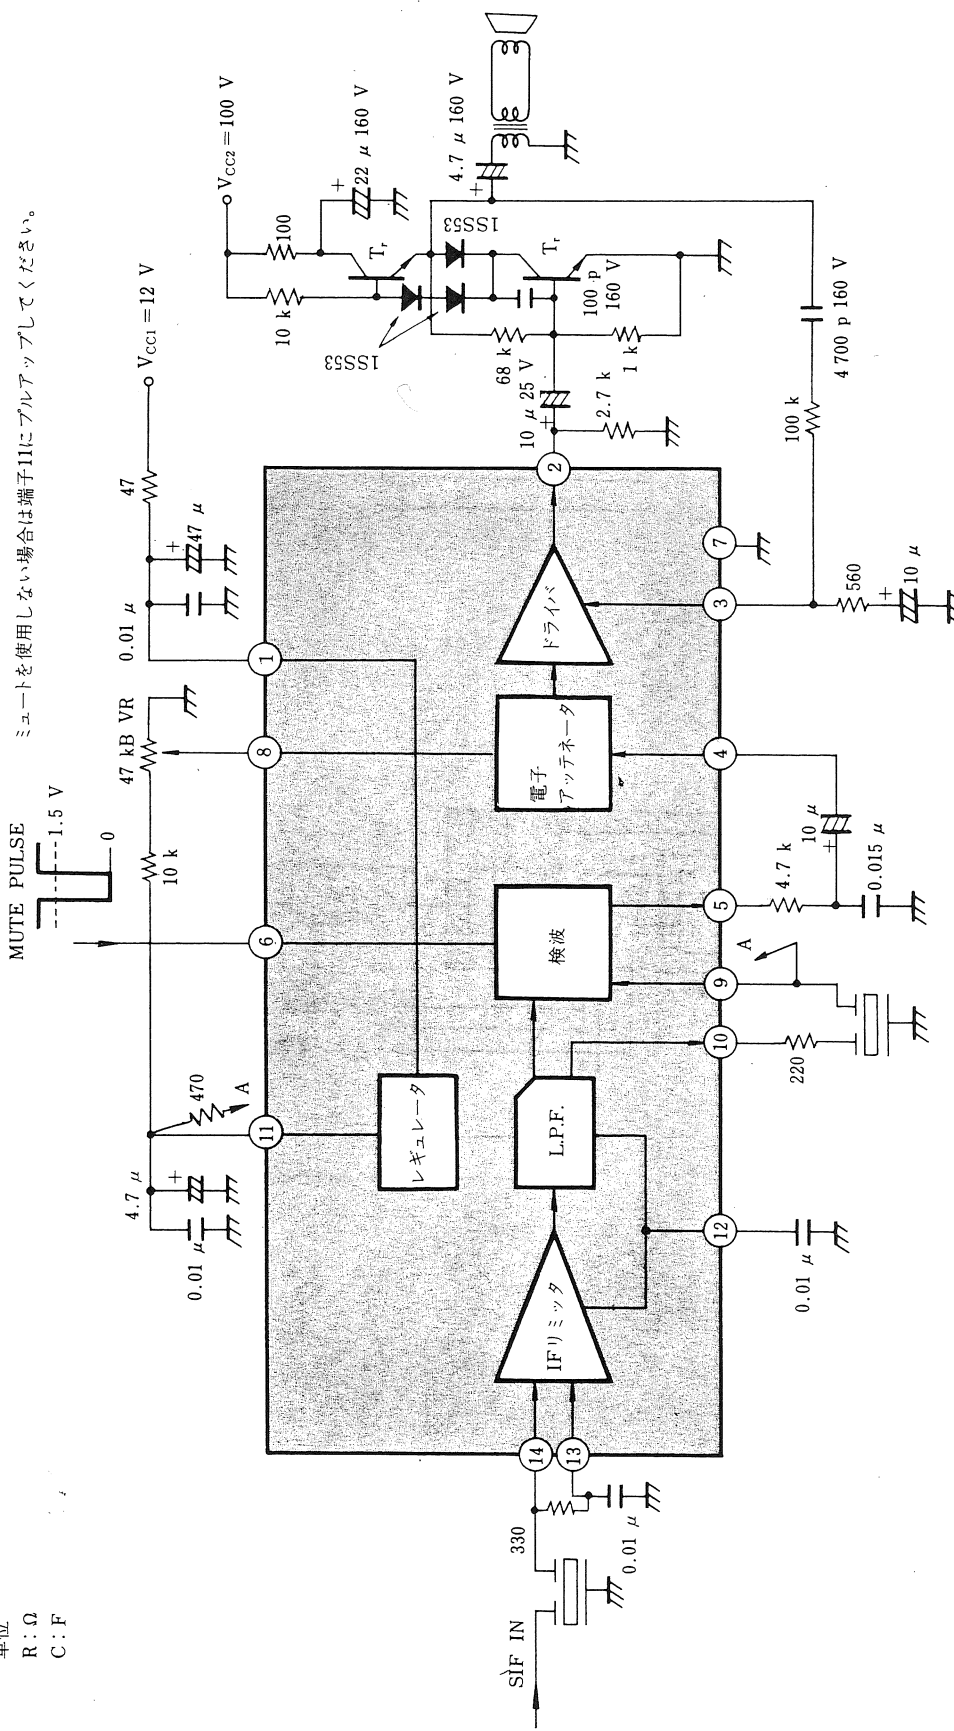 ミュートを使用しない場合は端子11にプルアップしてください。
単位
R : Ω
C : F
MUTE PULSE
1.5 V
0
SIF IN
330
0.01 μ
14
13
IFリミッタ
L.P.F.
検波
電子
アッテネータ
ドライバ
レギュレータ
0.01 μ
4.7 μ
+
470
A
11
10 k
6
47 kB VR
8
0.01 μ
47 μ
+
47
VCC1=12 V
1
12
0.01 μ
10
220
9
A
5
4.7 k
0.015 μ
10 μ
+
4
3
560
10 μ
+
7
2
10 μ 25 V
+
2.7 k
68 k
1 k
100 k
4 700 p 160 V
1SS53
10 k
100
VCC2=100 V
22 μ 160 V
+
Tr
1SS53
Tr
100 p
160 V
4.7 μ 160 V
+